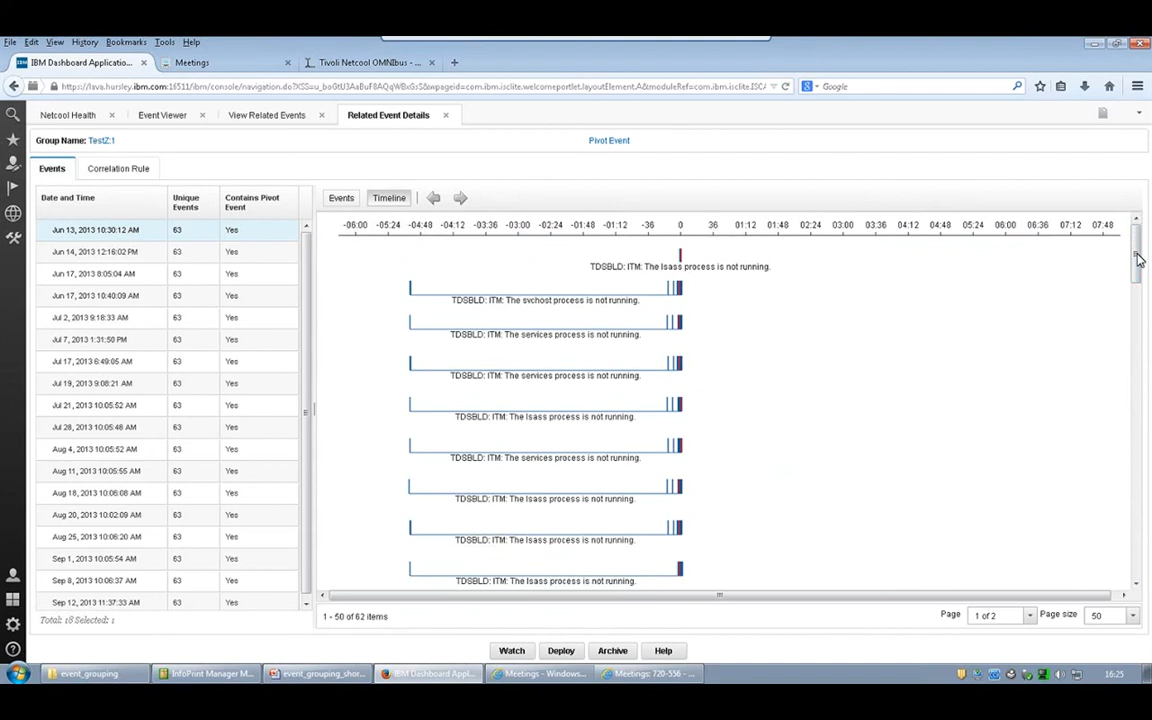 File Edit View History Bookmarks Tools Help
IBM Dashboard Applicatio... × Meetings × Tivoli Netcool OMNIbus - ... × +
Google
Netcool Health × Event Viewer × View Related Events × Related Event Details ×
Group Name: TestZ:1 Pivot Event
Events Correlation Rule
Date and Time Unique Events Contains Pivot Event
Events Timeline
Jun 13, 2013 10:30:12 AM 63 Yes
Jun 14, 2013 12:16:02 PM 63 Yes
Jun 17, 2013 8:05:04 AM 63 Yes
Jun 17, 2013 10:40:09 AM 63 Yes
Jul 2, 2013 9:18:33 AM 63 Yes
Jul 7, 2013 1:31:50 PM 63 Yes
Jul 17, 2013 6:49:05 AM 63 Yes
Jul 19, 2013 9:08:21 AM 63 Yes
Jul 21, 2013 10:05:52 AM 63 Yes
Jul 28, 2013 10:05:48 AM 63 Yes
Aug 4, 2013 10:05:52 AM 63 Yes
Aug 11, 2013 10:05:55 AM 63 Yes
Aug 18, 2013 10:06:08 AM 63 Yes
Aug 20, 2013 10:02:09 AM 63 Yes
Aug 25, 2013 10:06:20 AM 63 Yes
Sep 1, 2013 10:05:54 AM 63 Yes
Sep 8, 2013 10:06:37 AM 63 Yes
Sep 12, 2013 11:37:33 AM 63 Yes
Total: 18 Selected: 1
-06:00 -05:24 -04:48 -04:12 -03:36 -03:00 -02:24 -01:48 -01:12 -36 0 36 01:12 01:48 02:24 03:00 03:36 04:12 04:48 05:24 06:00 06:36 07:12 07:48
TDSBLD: ITM: The lsass process is not running.
TDSBLD: ITM: The svchost process is not running.
TDSBLD: ITM: The services process is not running.
TDSBLD: ITM: The services process is not running.
TDSBLD: ITM: The lsass process is not running.
TDSBLD: ITM: The services process is not running.
TDSBLD: ITM: The lsass process is not running.
TDSBLD: ITM: The lsass process is not running.
TDSBLD: ITM: The lsass process is not running.
1 - 50 of 62 items Page 1 of 2 Page size 50
Watch Deploy Archive Help
event_grouping InfoPrint Manager M... event_grouping_shor... IBM Dashboard Appl... Meetings - Windows... Meetings: 720-556 - ... 16:25